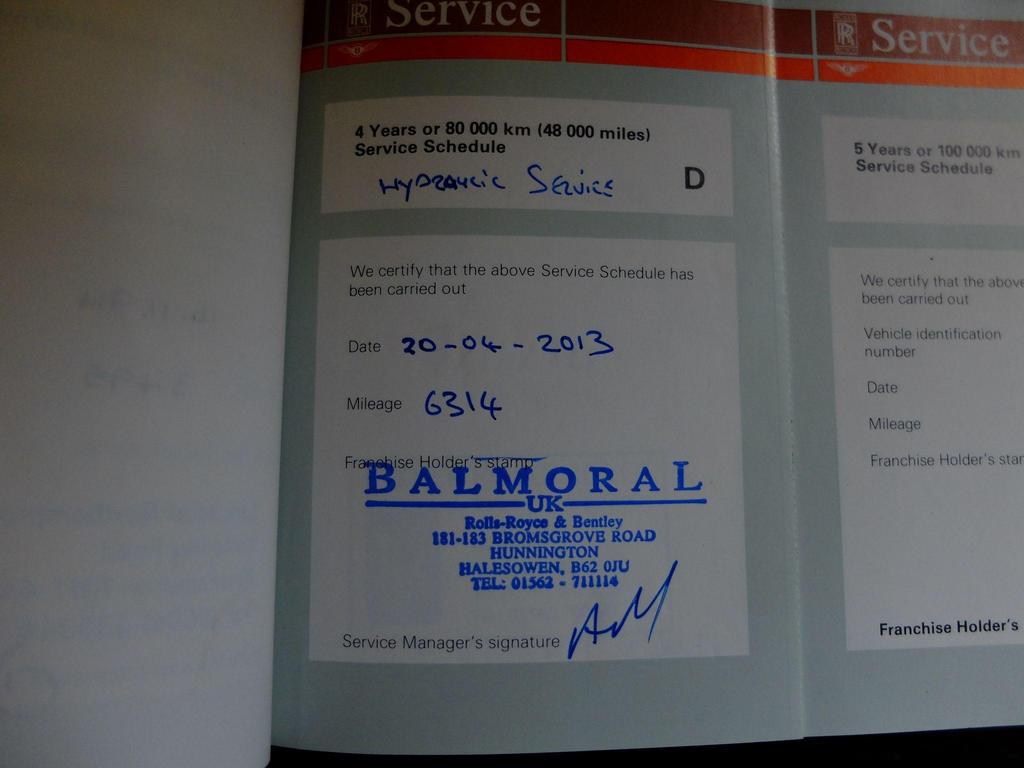 Service
4 Years or 80 000 km (48 000 miles)
Service Schedule
HYDRAULIC SERVICE
D
We certify that the above Service Schedule has
been carried out
Date 20-04-2013
Mileage 6314
Franchise Holder's stamp
BALMORAL
UK
Rolls-Royce & Bentley
181-183 BROMSGROVE ROAD
HUNNINGTON
HALESOWEN, B62 0JU
TEL: 01562 - 711114
Service Manager's signature
Service
5 Years or 100 000 km
Service Schedule
We certify that the above
been carried out
Vehicle identification
number
Date
Mileage
Franchise Holder's
Franchise Holder's